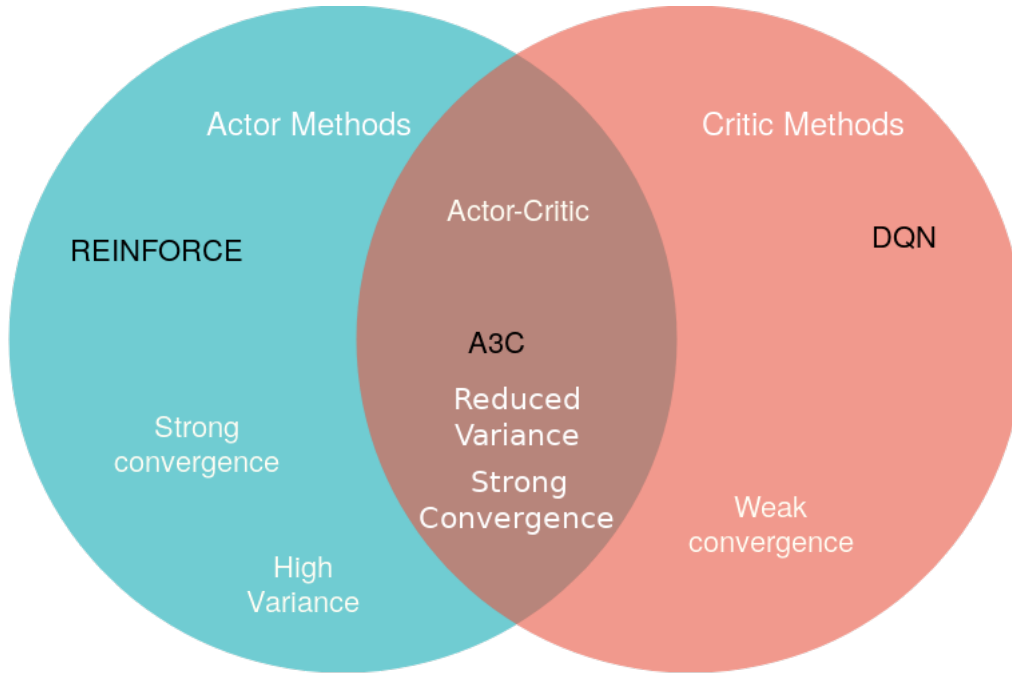 Actor Methods
Critic Methods
Actor-Critic
REINFORCE
DQN
A3C
Reduced
Variance
Strong
convergence
Strong
Convergence
Weak
convergence
High
Variance